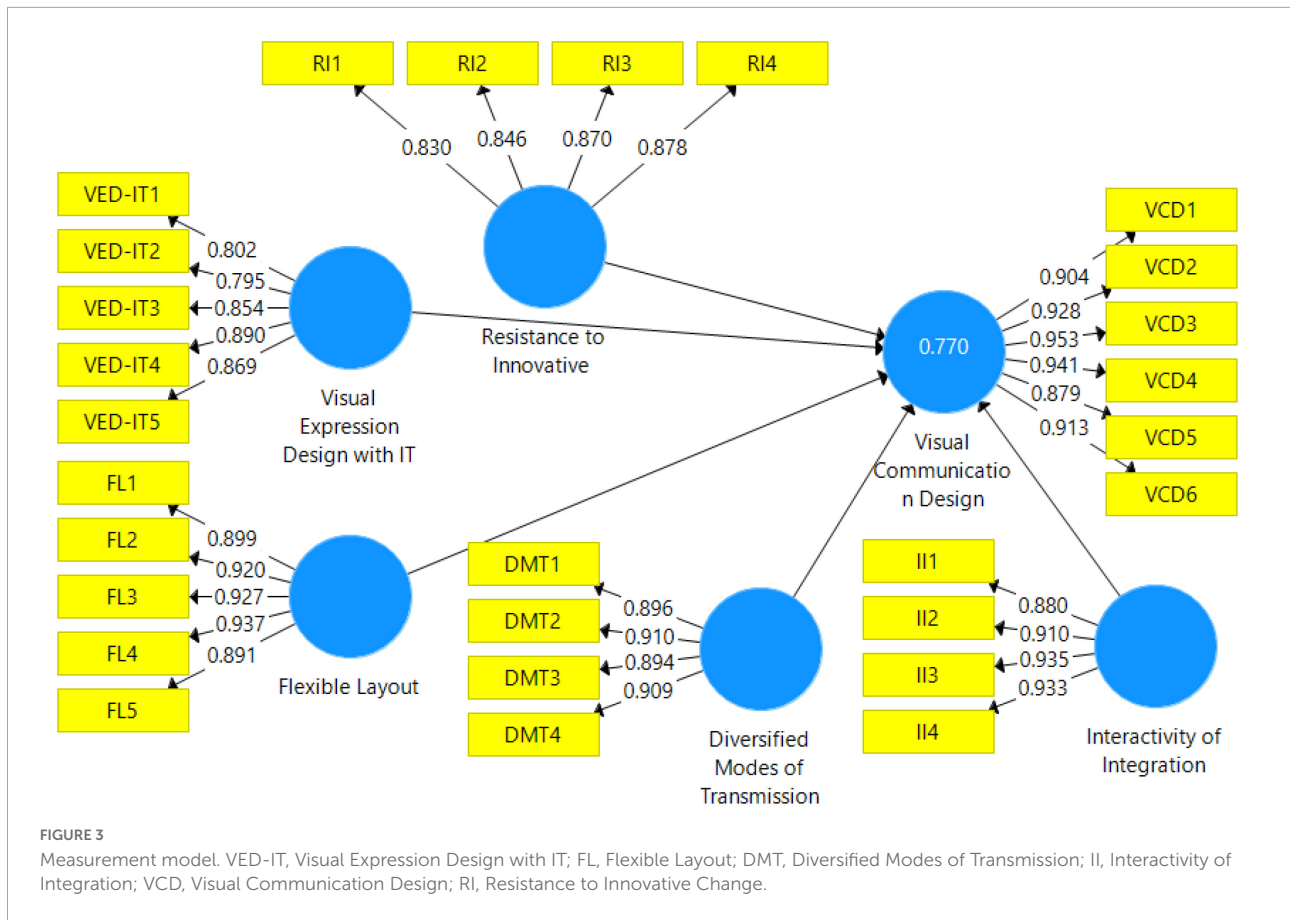 RI1
RI2
RI3
RI4
0.830
0.846
0.870
0.878
VED-IT1
VED-IT2
VED-IT3
VED-IT4
VED-IT5
0.802
0.795
0.854
0.890
0.869
Visual
Expression
Design with IT
Resistance to
Innovative
0.770
Visual
Communicatio
n Design
0.904
0.928
0.953
0.941
0.879
0.913
VCD1
VCD2
VCD3
VCD4
VCD5
VCD6
FL1
FL2
FL3
FL4
FL5
0.899
0.920
0.927
0.937
0.891
Flexible Layout
DMT1
DMT2
DMT3
DMT4
0.896
0.910
0.894
0.909
Diversified
Modes of
Transmission
II1
II2
II3
II4
0.880
0.910
0.935
0.933
Interactivity of
Integration
FIGURE 3
Measurement model. VED-IT, Visual Expression Design with IT; FL, Flexible Layout; DMT, Diversified Modes of Transmission; II, Interactivity of
Integration; VCD, Visual Communication Design; RI, Resistance to Innovative Change.